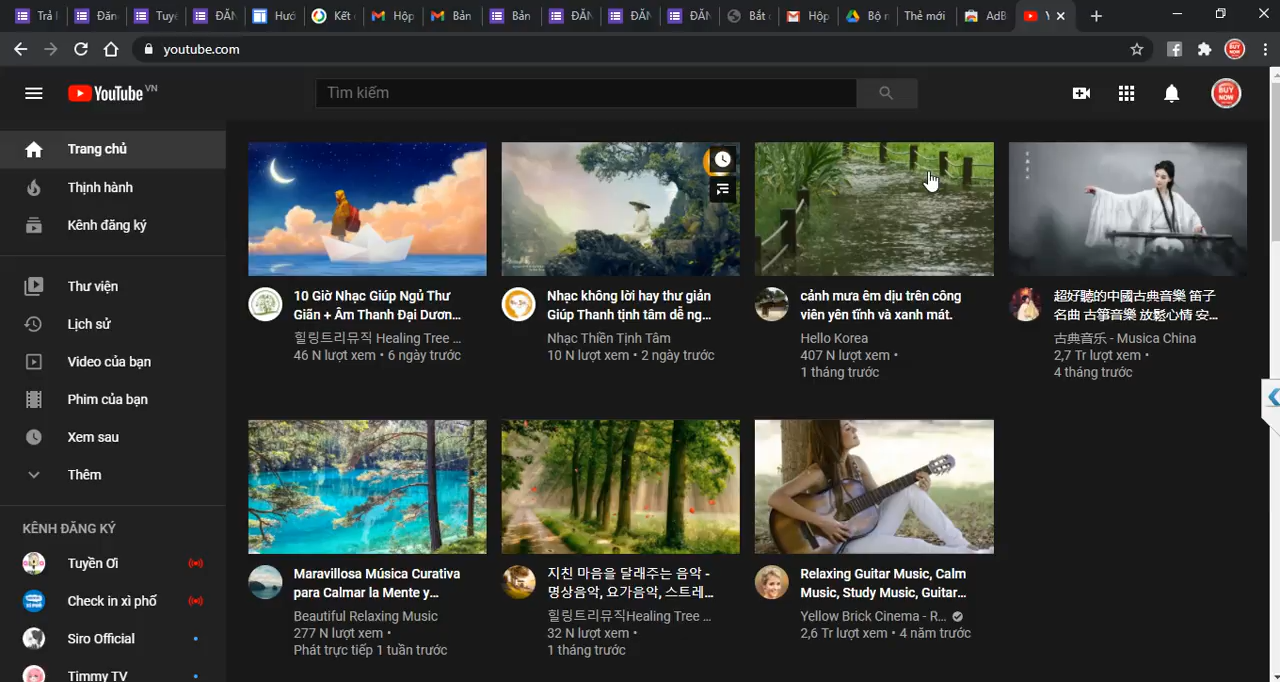 Trả l
Đăn
Tuyể
ĐĂN
Hướ
Kết
Hộp
Bản
Bản
ĐĂN
ĐĂN
ĐĂN
Bắt
Hộp
Bộ n
Thẻ mới
AdB
youtube.com
YouTube VN
Tìm kiếm
BUY NOW
Trang chủ
Thịnh hành
Kênh đăng ký
Thư viện
Lịch sử
Video của bạn
Phim của bạn
Xem sau
Thêm
KÊNH ĐĂNG KÝ
Tuyền Ơi
Check in xì phố
Siro Official
Timmy TV
10 Giờ Nhạc Giúp Ngủ Thư
Giãn + Âm Thanh Đại Dương...
힐링트리뮤직 Healing Tree ...
46 N lượt xem • 6 ngày trước
Nhạc không lời hay thư giản
Giúp Thanh tịnh tâm dễ ng...
Nhạc Thiền Tịnh Tâm
10 N lượt xem • 2 ngày trước
cảnh mưa êm dịu trên công
viên yên tĩnh và xanh mát.
Hello Korea
407 N lượt xem •
1 tháng trước
超好聽的中國古典音樂 笛子
名曲 古箏音樂 放鬆心情 安...
古典音乐 - Musica China
2,7 Tr lượt xem •
4 tháng trước
Maravillosa Música Curativa
para Calmar la Mente y...
Beautiful Relaxing Music
277 N lượt xem •
Phát trực tiếp 1 tuần trước
지친 마음을 달래주는 음악 -
명상음악, 요가음악, 스트레...
힐링트리뮤직Healing Tree ...
32 N lượt xem •
1 tháng trước
Relaxing Guitar Music, Calm
Music, Study Music, Guitar...
Yellow Brick Cinema - R...
2,6 Tr lượt xem • 4 năm trước